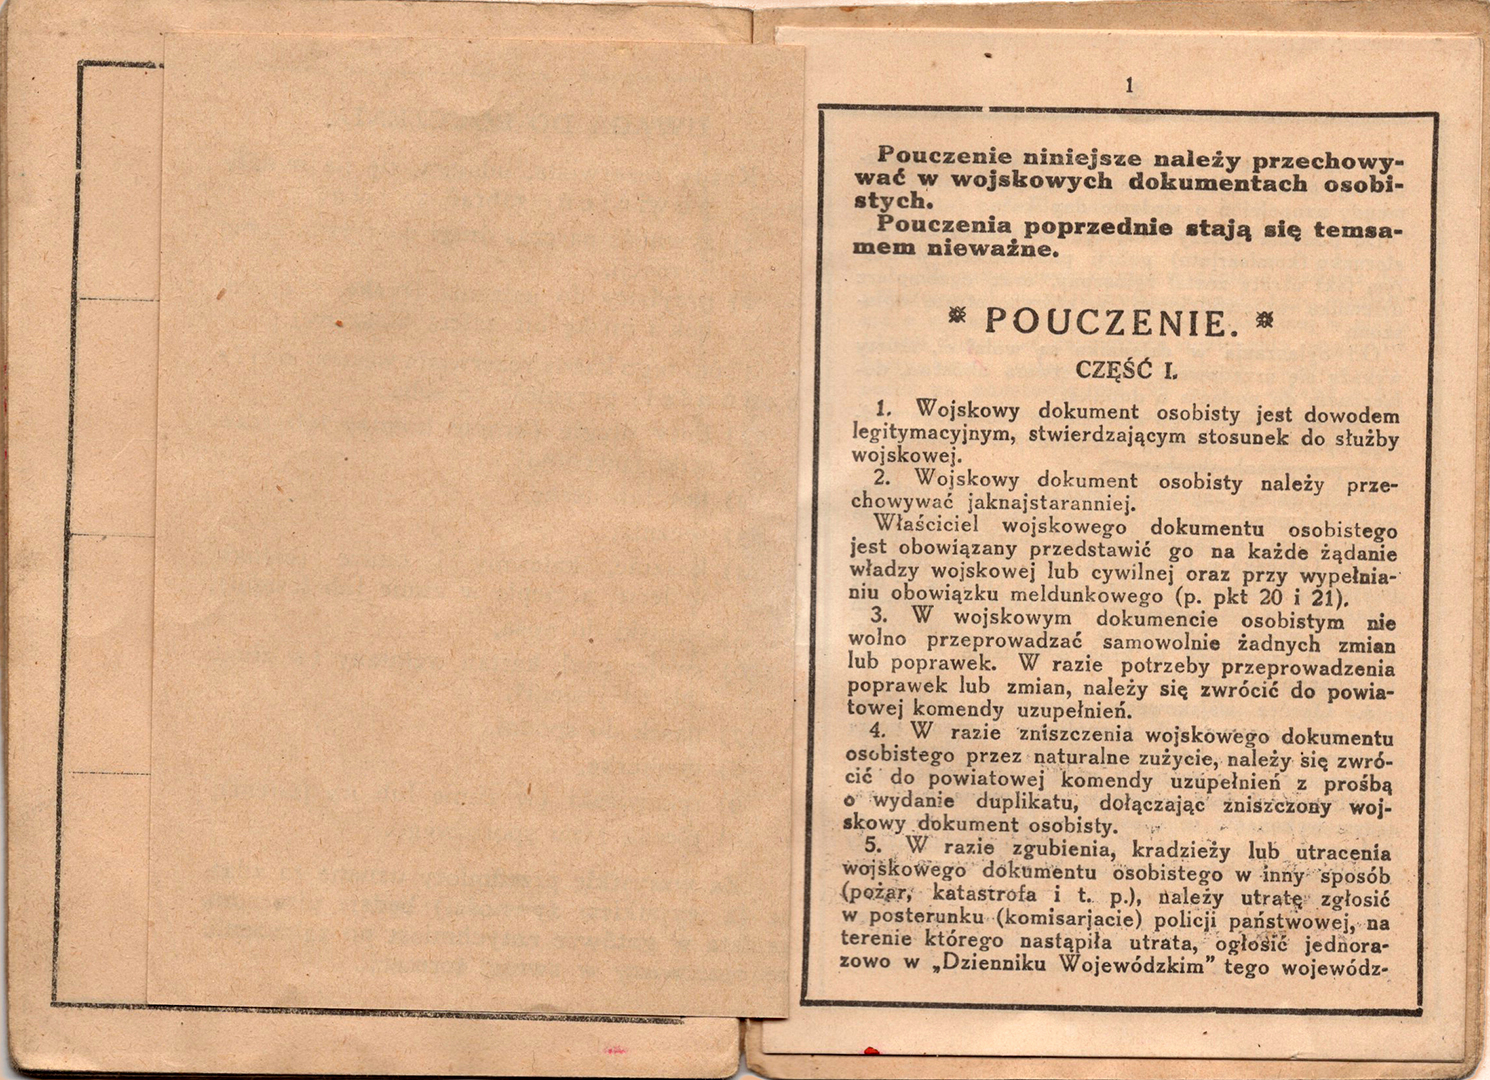 1
Pouczenie niniejsze należy przechowy-
wać w wojskowych dokumentach osobi-
stych.
Pouczenia poprzednie stają się temsa-
mem nieważne.
* POUCZENIE. *
CZĘŚĆ I.
1. Wojskowy dokument osobisty jest dowodem
legitymacyjnym, stwierdzającym stosunek do służby
wojskowej.
2. Wojskowy dokument osobisty należy prze-
chowywać jaknajstaranniej.
Właściciel wojskowego dokumentu osobistego
jest obowiązany przedstawić go na każde żądanie
władzy wojskowej lub cywilnej oraz przy wypełnia-
niu obowiązku meldunkowego (p. pkt 20 i 21).
3. W wojskowym dokumencie osobistym nie
wolno przeprowadzać samowolnie żadnych zmian
lub poprawek. W razie potrzeby przeprowadzenia
poprawek lub zmian, należy się zwrócić do powia-
towej komendy uzupełnień.
4. W razie zniszczenia wojskowego dokumentu
osobistego przez naturalne zużycie, należy się zwró-
cić do powiatowej komendy uzupełnień z prośbą
o wydanie duplikatu, dołączając zniszczony woj-
skowy dokument osobisty.
5. W razie zgubienia, kradzieży lub utracenia
wojskowego dokumentu osobistego w inny sposób
(pożar, katastrofa i t. p.), należy utratę zgłosić
w posterunku (komisarjacie) policji państwowej, na
terenie którego nastąpiła utrata, ogłosić jednora-
zowo w „Dzienniku Wojewódzkim” tego wojewódz-